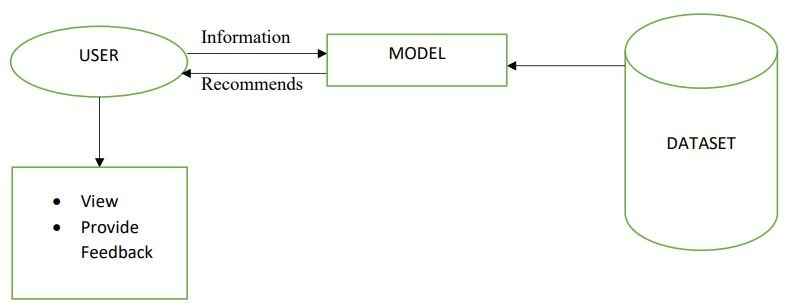 USER
Information
Recommends
MODEL
DATASET
• View
• Provide
Feedback